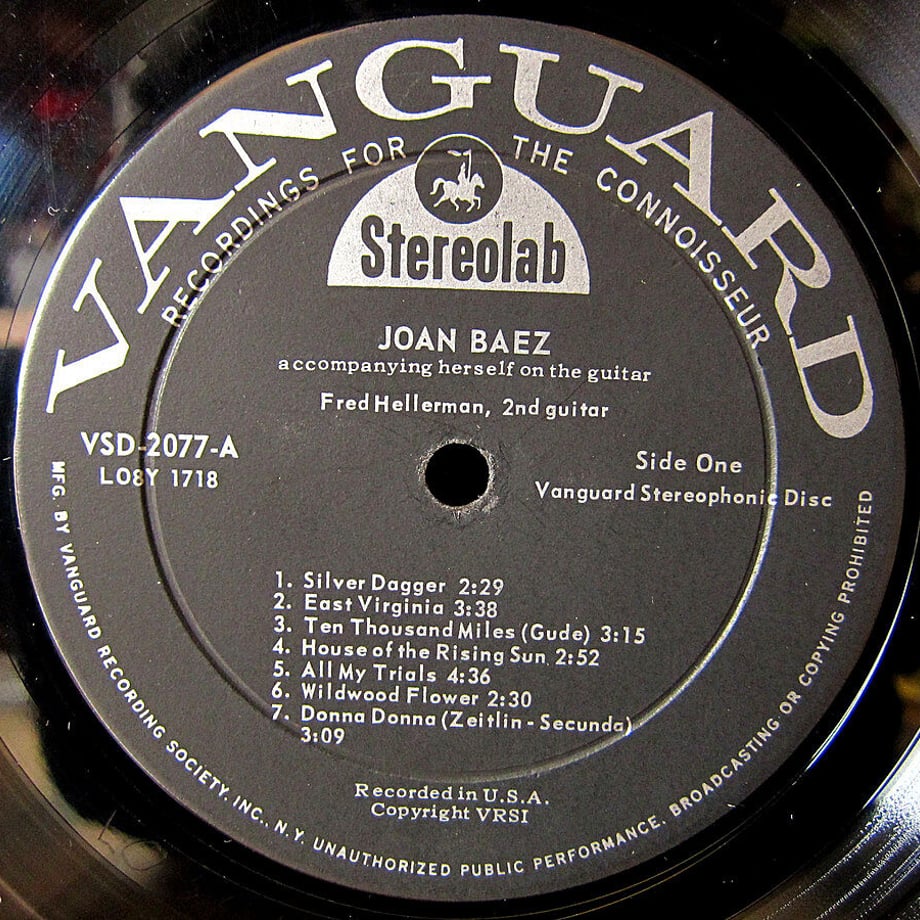 VANGUARD
RECORDINGS FOR THE CONNOISSEUR
Stereolab
JOAN BAEZ
accompanying herself on the guitar
Fred Hellerman, 2nd guitar
VSD-2077-A
LO8Y 1718
Side One
Vanguard Stereophonic Disc
1. Silver Dagger 2:29
2. East Virginia 3:38
3. Ten Thousand Miles (Gude) 3:15
4. House of the Rising Sun 2:52
5. All My Trials 4:36
6. Wildwood Flower 2:30
7. Donna Donna (Zeitlin - Secunda)
3:09
Recorded in U.S.A.
Copyright VRSI
MFG. BY VANGUARD RECORDING SOCIETY, INC., N.Y. UNAUTHORIZED PUBLIC PERFORMANCE, BROADCASTING OR COPYING PROHIBITED